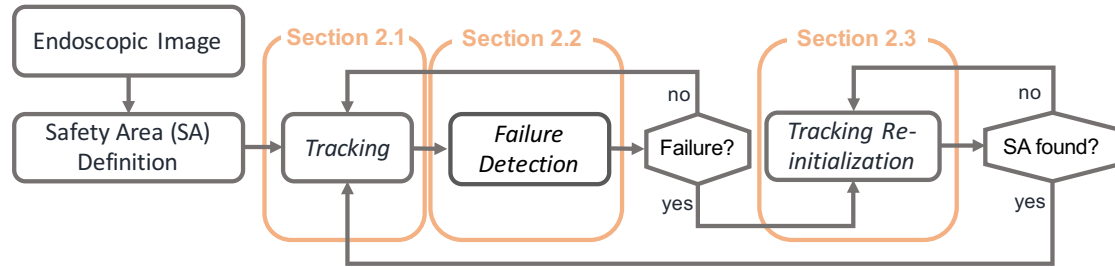 Endoscopic Image
Section 2.1
Section 2.2
Section 2.3
no
no
Safety Area (SA)
Definition
Tracking
Failure
Detection
Failure?
Tracking Re-
initialization
SA found?
yes
yes